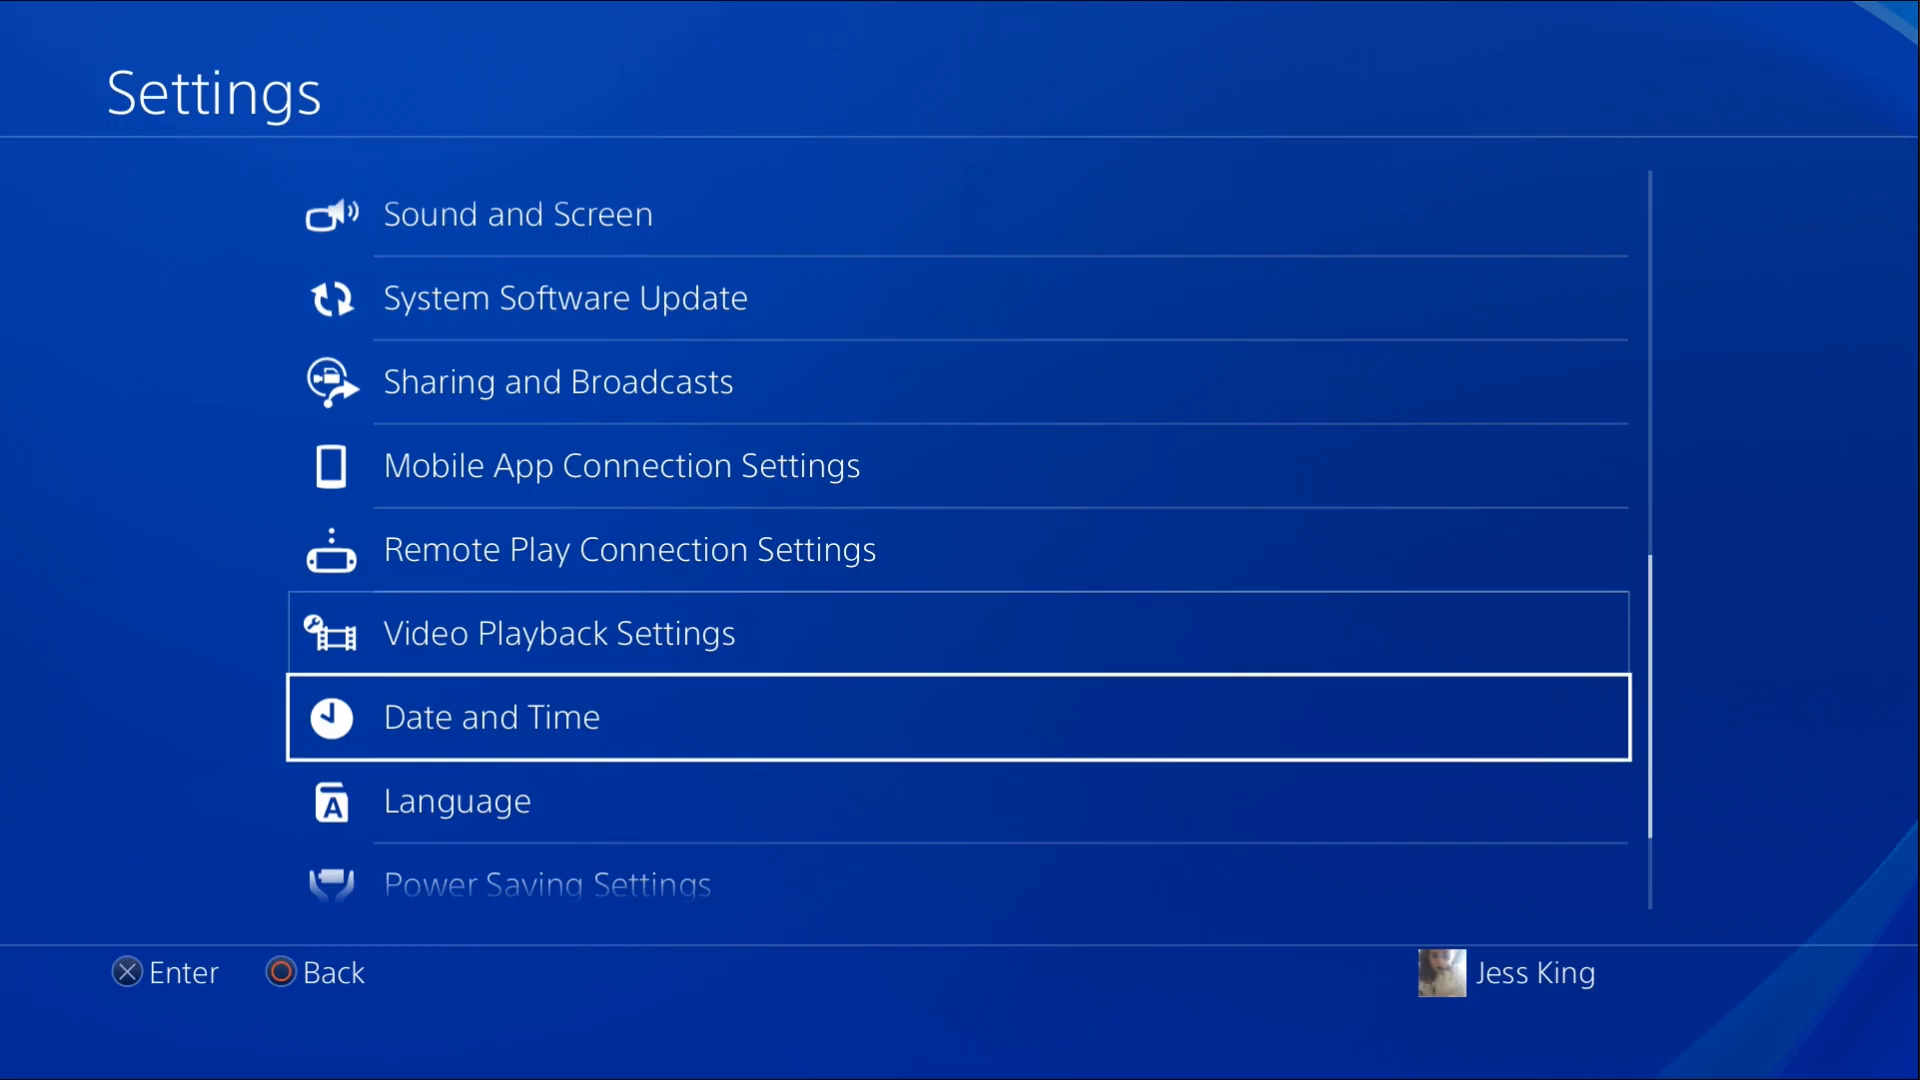 Settings
Sound and Screen
System Software Update
Sharing and Broadcasts
Mobile App Connection Settings
Remote Play Connection Settings
Video Playback Settings
Date and Time
A Language
Power Saving Settings
Enter Back Jess King